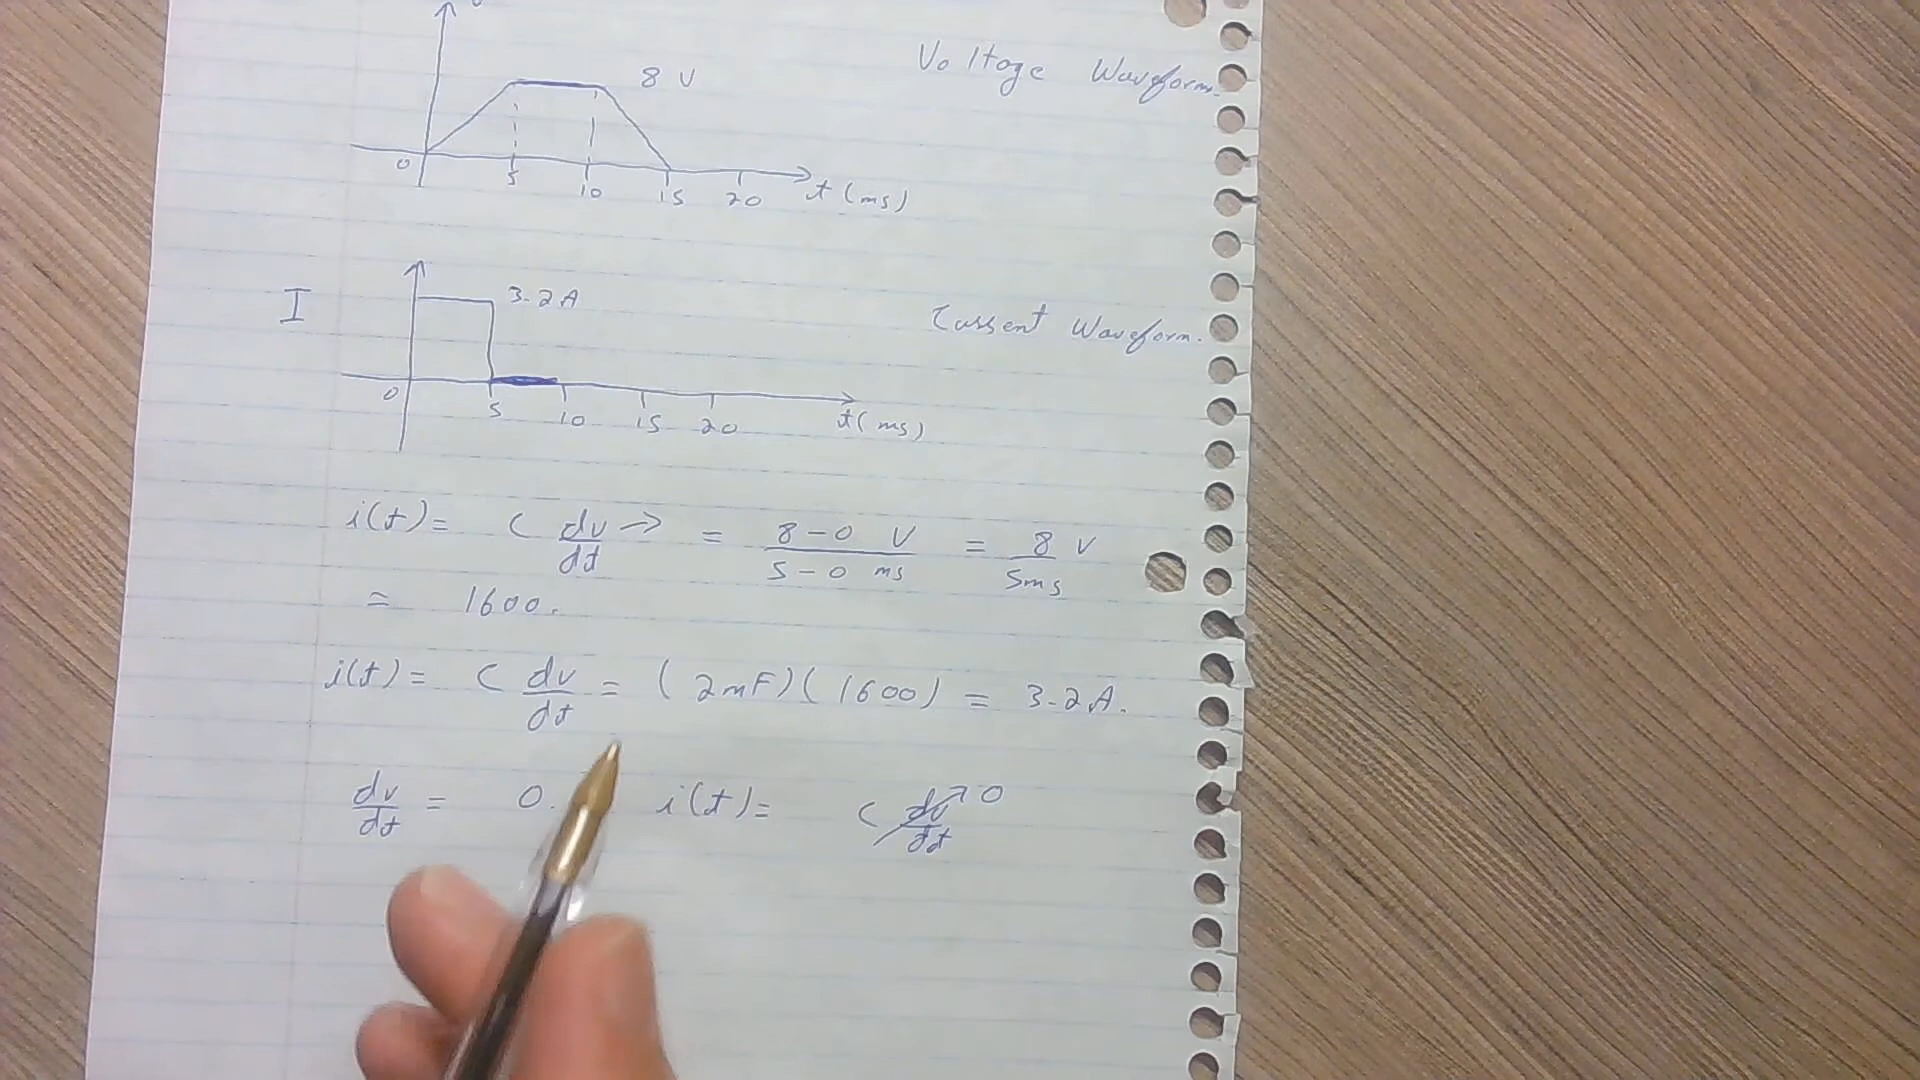 8 V
Voltage Waveform.
0 5 10 15 20 t (ms)
I
3.2A
Current Waveform.
0 5 10 15 20 t(ms)
i(t) = C dv/dt → = 8-0 V / 5-0 ms = 8 V / 5ms
= 1600.
i(t) = C dv/dt = (2mF)(1600) = 3.2A.
dv/dt = 0. i(t) = C dv/dt 0